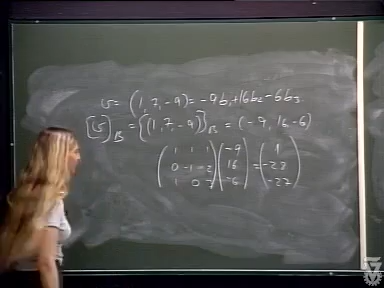 v = (1, 7, -9) = -9b₁ + 16b₂ - 6b₃
[v]_B = [(1, 7, -9)]_B = (-9, 16, -6)
( 1 1 1 ) ( -9 ) ( 1 )
( 0 -1 -2 ) ( 16 ) = ( -28 )
( 1 0 7 ) ( -6 ) ( -27 )